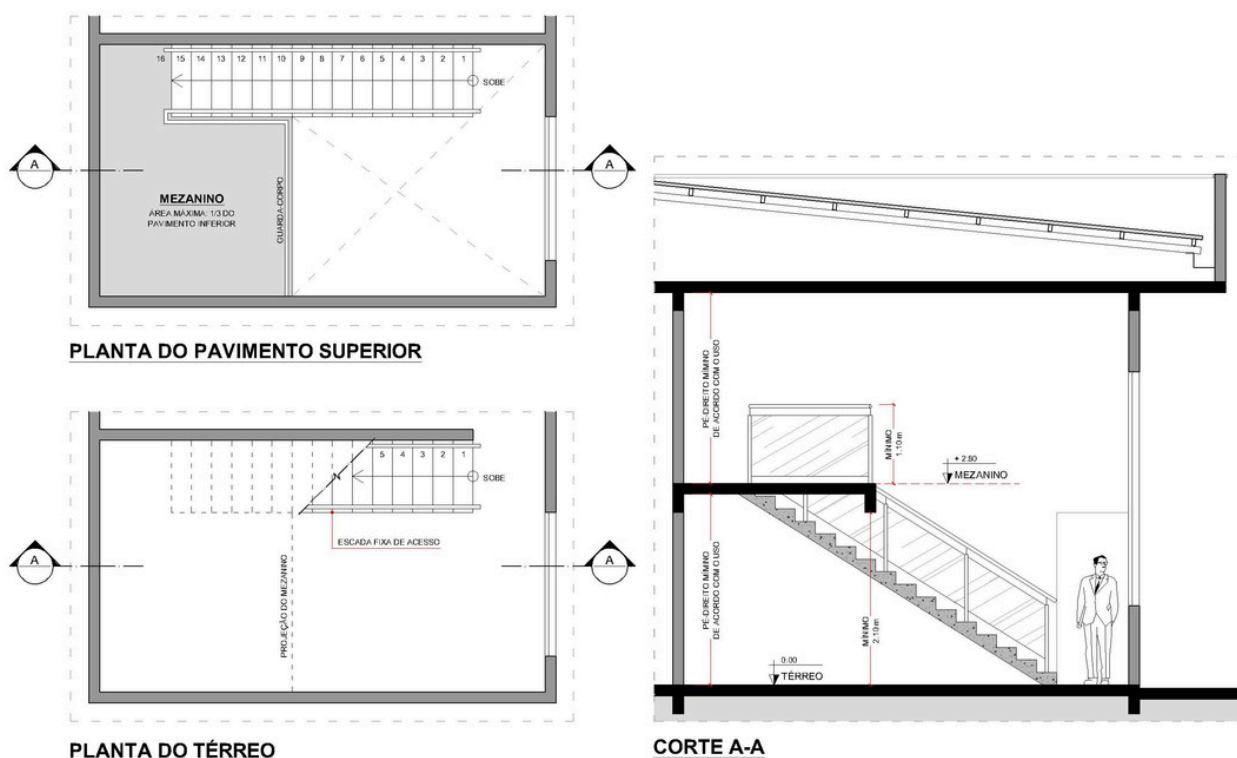 16 15 14 13 12 11 10 9 8 7 6 5 4 3 2 1
SOBE
A
A
MEZANINO
ÁREA MÁXIMA: 1/3 DO
PAVIMENTO INFERIOR
GUARDA-CORPO
PLANTA DO PAVIMENTO SUPERIOR
5 4 3 2 1
SOBE
ESCADA FIXA DE ACESSO
A
A
PROJEÇÃO DO MEZANINO
PLANTA DO TÉRREO
PÉ-DIREITO MÍMINO
DE ACORDO COM O USO
MÍNIMO
1.10 m
+ 2.80
MEZANINO
PÉ-DIREITO MÍMINO
DE ACORDO COM O USO
MÍNIMO
2.10 m
0.00
TÉRREO
CORTE A-A